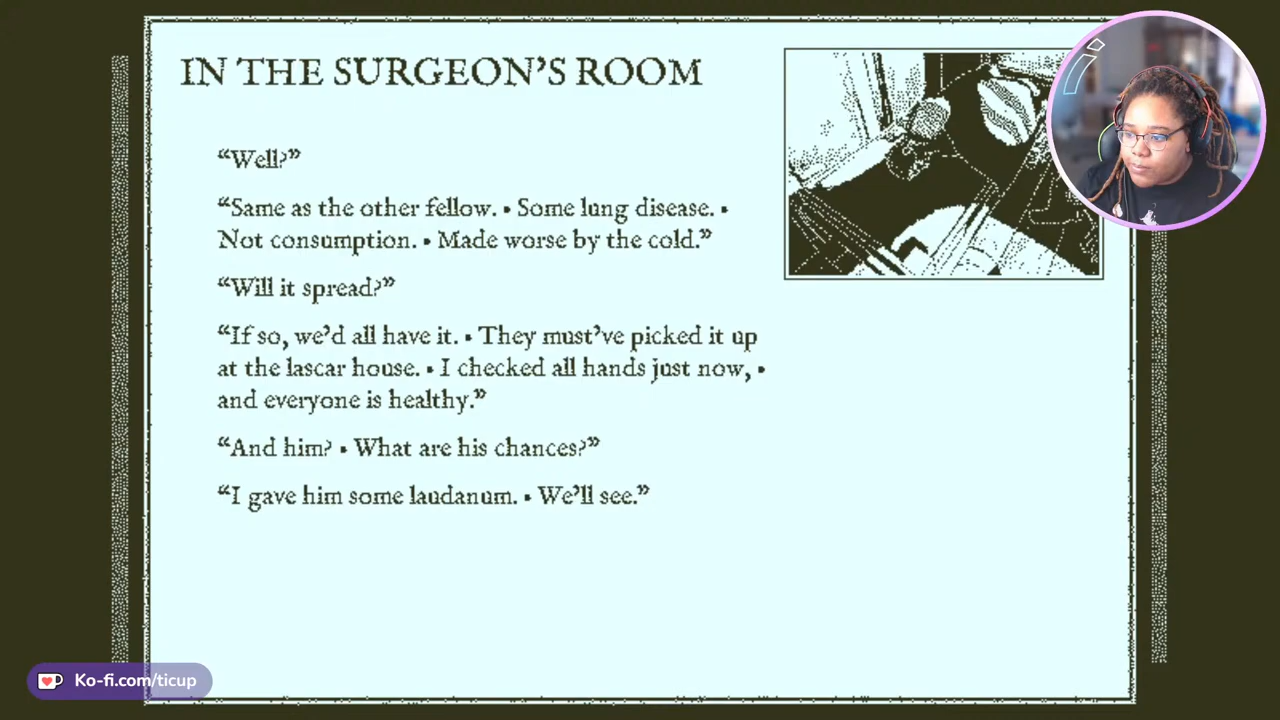 IN THE SURGEON'S ROOM
“Well?”
“Same as the other fellow. • Some lung disease. •
Not consumption. • Made worse by the cold.”
“Will it spread?”
“If so, we'd all have it. • They must've picked it up
at the lascar house. • I checked all hands just now, •
and everyone is healthy.”
“And him? • What are his chances?”
“I gave him some laudanum. • We'll see.”
Ko-fi.com/ticup